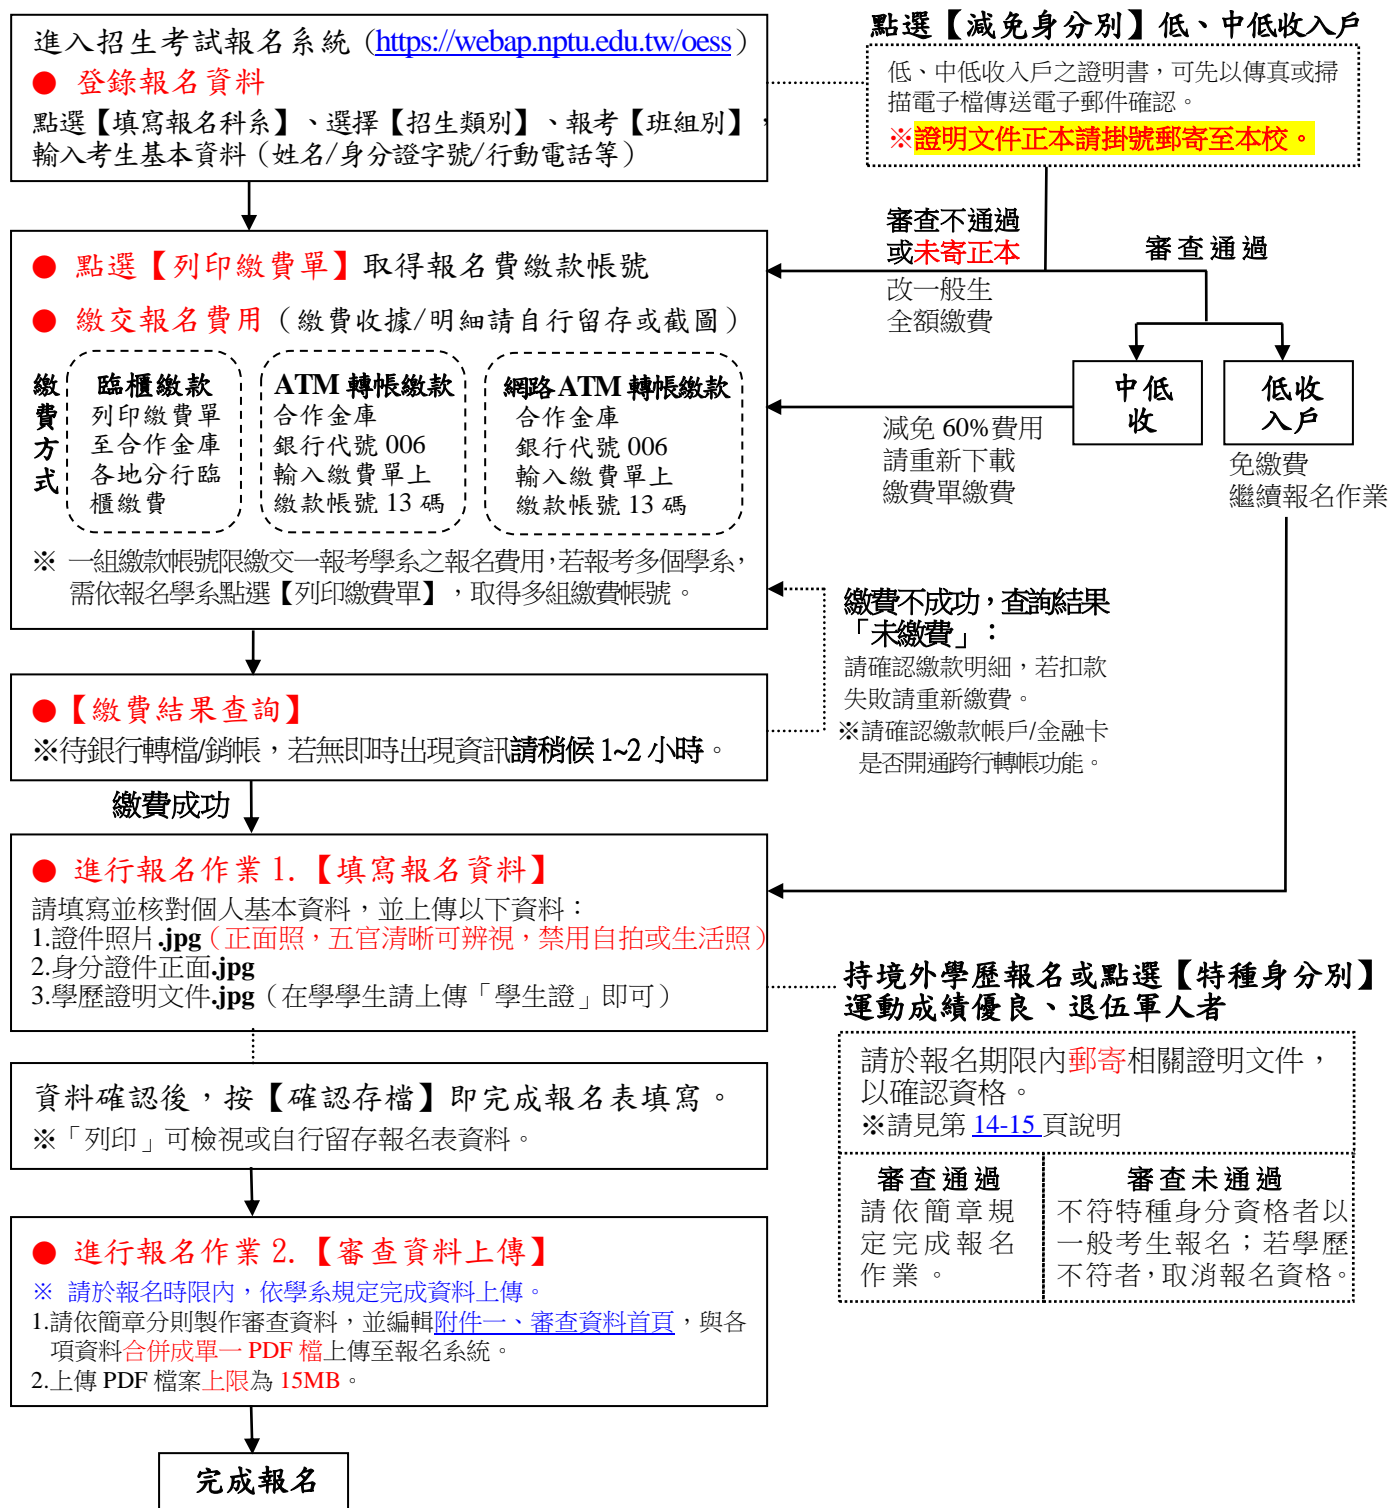 進入招生考試報名系統（https://webap.nptu.edu.tw/oess）
● 登錄報名資料
點選【填寫報名科系】、選擇【招生類別】、報考【班組別】，
輸入考生基本資料（姓名/身分證字號/行動電話等）
點選【減免身分別】低、中低收入戶
低、中低收入戶之證明書，可先以傳真或掃
描電子檔傳送電子郵件確認。
※證明文件正本請掛號郵寄至本校。
審查不通過
或未寄正本
改一般生
全額繳費
審查通過
中低
收
低收
入戶
減免 60%費用
請重新下載
繳費單繳費
免繳費
繼續報名作業
● 點選【列印繳費單】取得報名費繳款帳號
● 繳交報名費用（繳費收據/明細請自行留存或截圖）
繳
費
方
式
臨櫃繳款
列印繳費單
至合作金庫
各地分行臨
櫃繳費
ATM 轉帳繳款
合作金庫
銀行代號 006
輸入繳費單上
繳款帳號 13 碼
網路 ATM 轉帳繳款
合作金庫
銀行代號 006
輸入繳費單上
繳款帳號 13 碼
※ 一組繳款帳號限繳交一報考學系之報名費用，若報考多個學系，
需依報名學系點選【列印繳費單】，取得多組繳費帳號。
繳費不成功，查詢結果
「未繳費」：
請確認繳款明細，若扣款
失敗請重新繳費。
※請確認繳款帳戶/金融卡
是否開通跨行轉帳功能。
●【繳費結果查詢】
※待銀行轉檔/銷帳，若無即時出現資訊請稍候 1~2 小時。
繳費成功
● 進行報名作業 1.【填寫報名資料】
請填寫並核對個人基本資料，並上傳以下資料：
1.證件照片.jpg（正面照，五官清晰可辨視，禁用自拍或生活照）
2.身分證件正面.jpg
3.學歷證明文件.jpg（在學學生請上傳「學生證」即可）
資料確認後，按【確認存檔】即完成報名表填寫。
※「列印」可檢視或自行留存報名表資料。
持境外學歷報名或點選【特種身分別】
運動成績優良、退伍軍人者
請於報名期限內郵寄相關證明文件，
以確認資格。
※請見第 14-15 頁說明
審查通過
請依簡章規
定完成報名
作業。
審查未通過
不符特種身分資格者以
一般考生報名；若學歷
不符者，取消報名資格。
● 進行報名作業 2.【審查資料上傳】
※ 請於報名時限內，依學系規定完成資料上傳。
1.請依簡章分則製作審查資料，並編輯附件一、審查資料首頁，與各
項資料合併成單一 PDF 檔上傳至報名系統。
2.上傳 PDF 檔案上限為 15MB。
完成報名